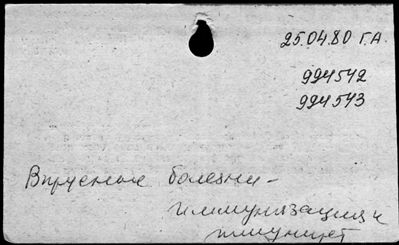 25.04.80 Г.А.
994542
994543
Вирусные болезни -
иммунизация и
иммунитет